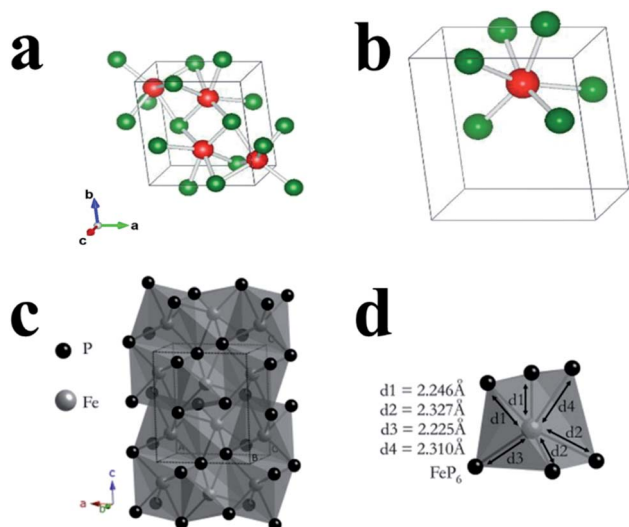 a
b
b
a
c
c
P
Fe
B
c
a
b
d
d1 = 2.246Å
d2 = 2.327Å
d3 = 2.225Å
d4 = 2.310Å
FeP6
d1
d1
d4
d2
d3
d2